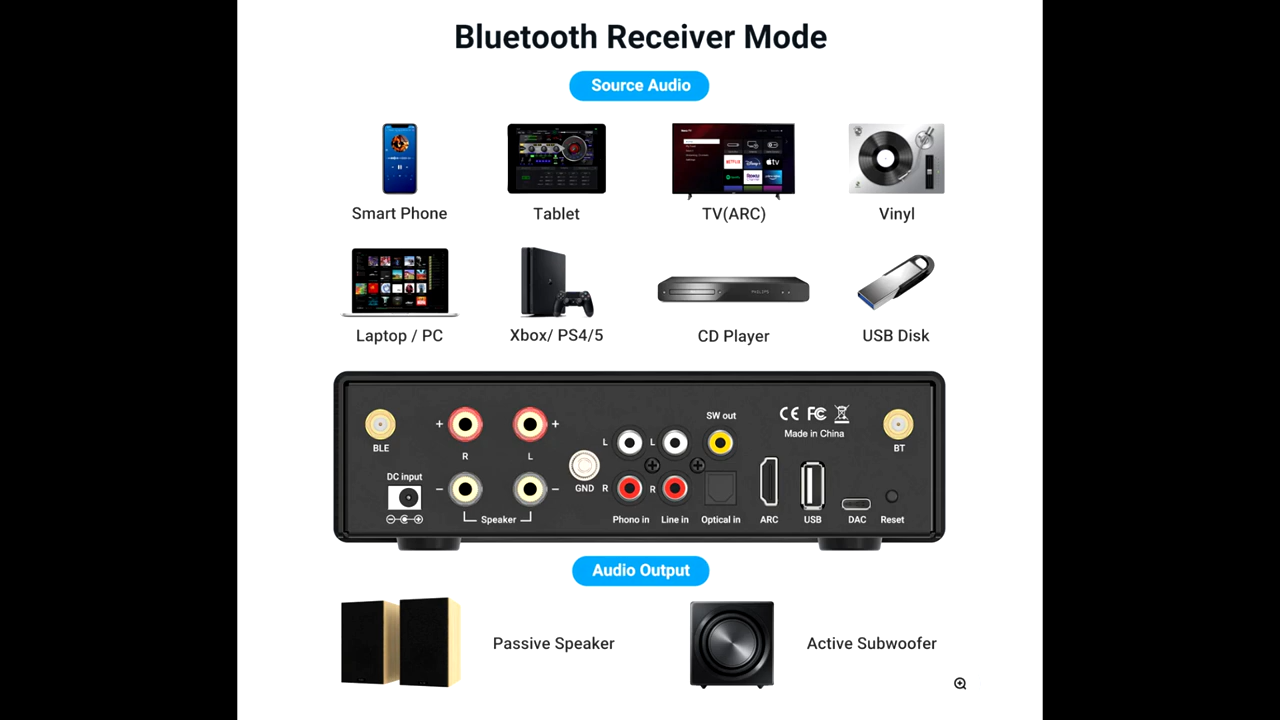 Bluetooth Receiver Mode
Source Audio
Smart Phone
Tablet
TV(ARC)
Vinyl
Laptop / PC
Xbox/ PS4/5
CD Player
USB Disk
SW out
CE FC
Made in China
BLE
+ R
L +
L L
BT
DC input
GND
R R
− −
Speaker
Phono in
Line in
Optical in
ARC
USB
DAC
Reset
Audio Output
Passive Speaker
Active Subwoofer